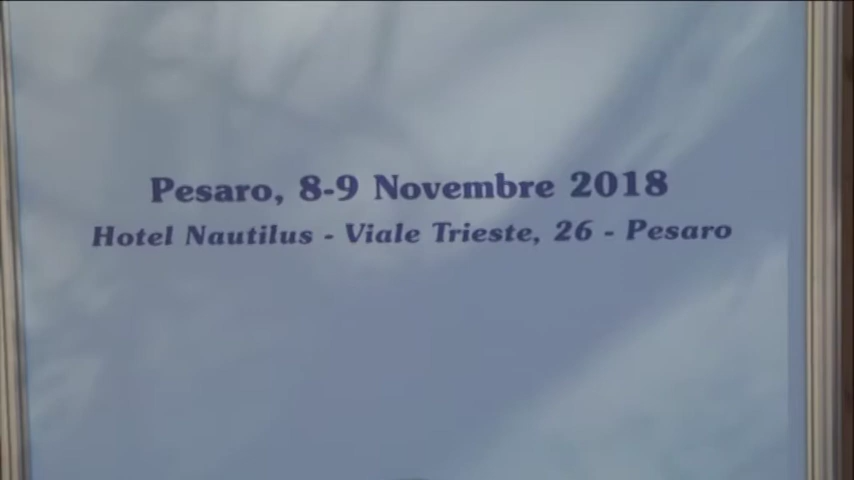 Pesaro, 8-9 Novembre 2018
Hotel Nautilus - Viale Trieste, 26 - Pesaro